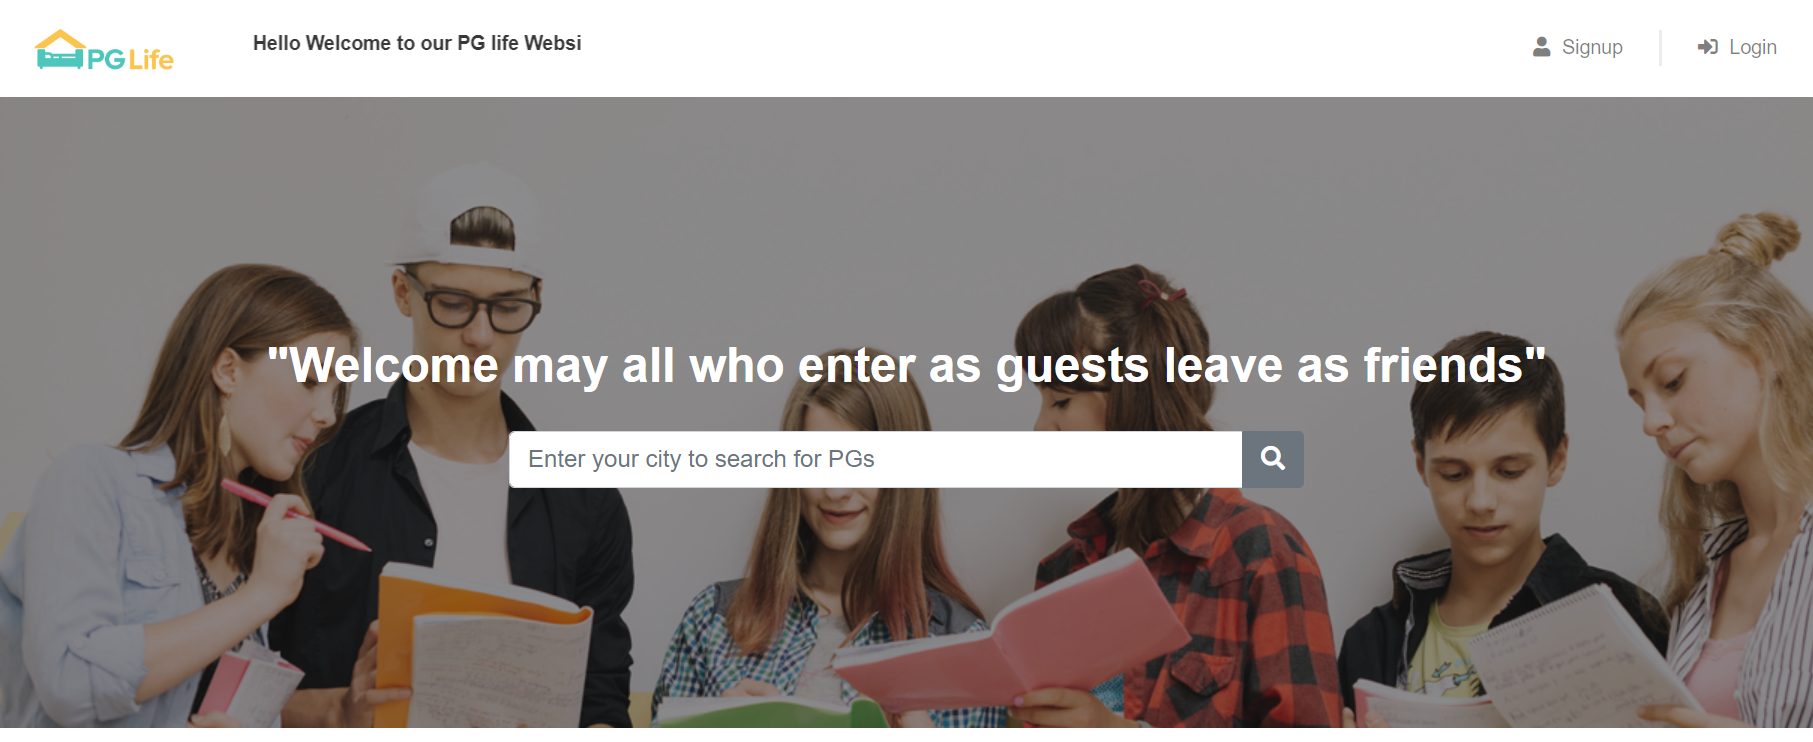 PG Life
Hello Welcome to our PG life Websi
Signup
Login
"Welcome may all who enter as guests leave as friends"
Enter your city to search for PGs